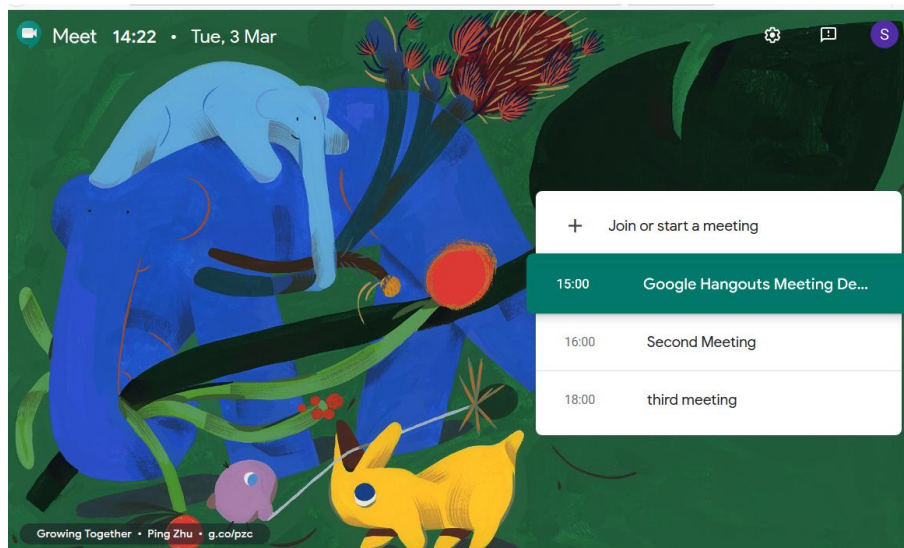 Meet 14:22 • Tue, 3 Mar
S
+ Join or start a meeting
15:00 Google Hangouts Meeting De...
16:00 Second Meeting
18:00 third meeting
Growing Together • Ping Zhu • g.co/pzc